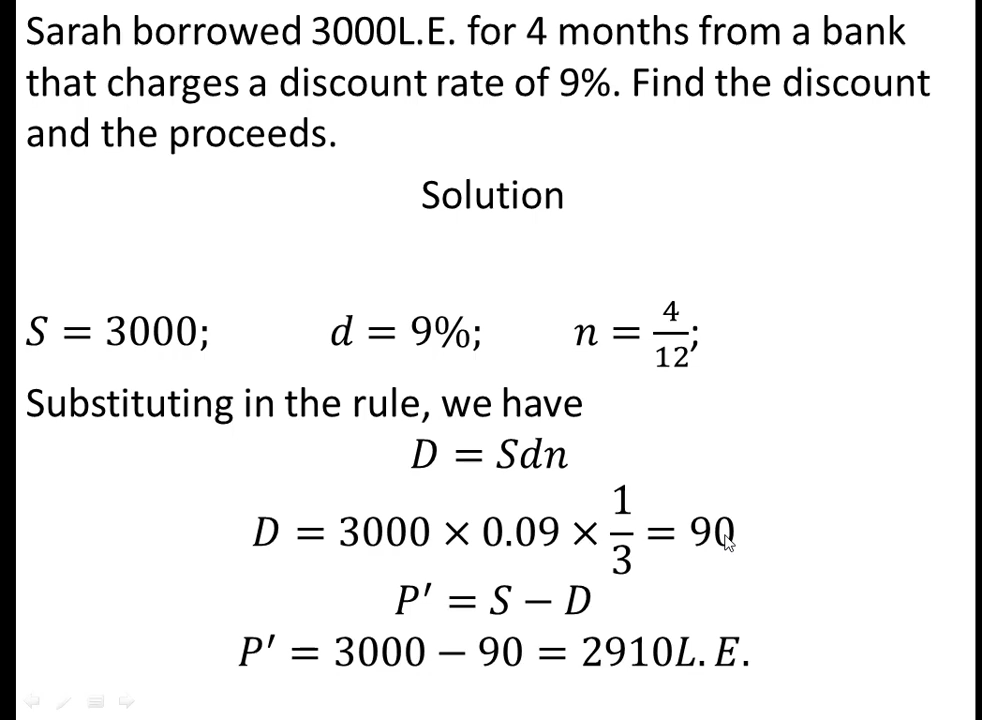 Sarah borrowed 3000L.E. for 4 months from a bank
that charges a discount rate of 9%. Find the discount
and the proceeds.
Solution
S = 3000; d = 9%; n = 4/12;
Substituting in the rule, we have
D = Sdn
D = 3000 × 0.09 × 1/3 = 90
P′ = S − D
P′ = 3000 − 90 = 2910L.E.